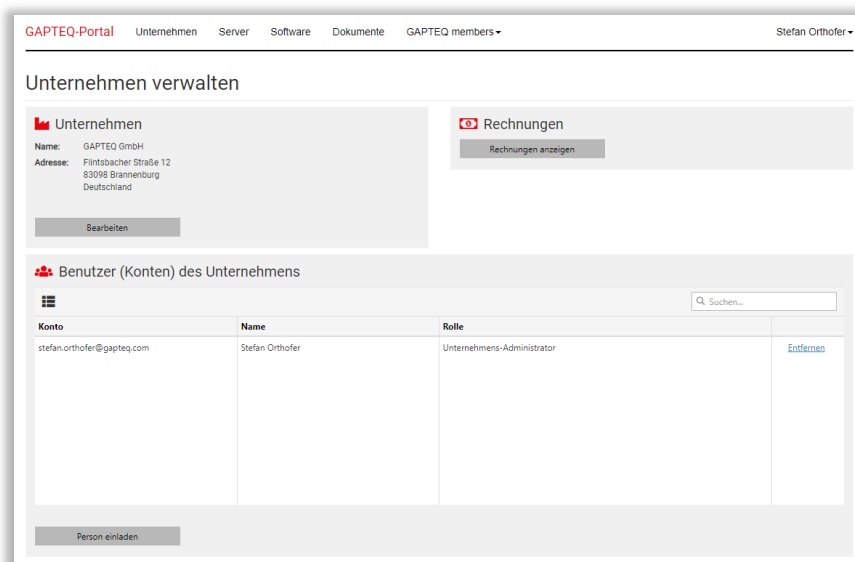 GAPTEQ-Portal Unternehmen Server Software Dokumente GAPTEQ members Stefan Orthofer
Unternehmen verwalten
Unternehmen
Name: GAPTEQ GmbH
Adresse: Flintsbacher Straße 12
83098 Brannenburg
Deutschland
Bearbeiten
Rechnungen
Rechnungen anzeigen
Benutzer (Konten) des Unternehmens
Suchen...
Konto Name Rolle
stefan.orthofer@gapteq.com Stefan Orthofer Unternehmens-Administrator Entfernen
Person einladen